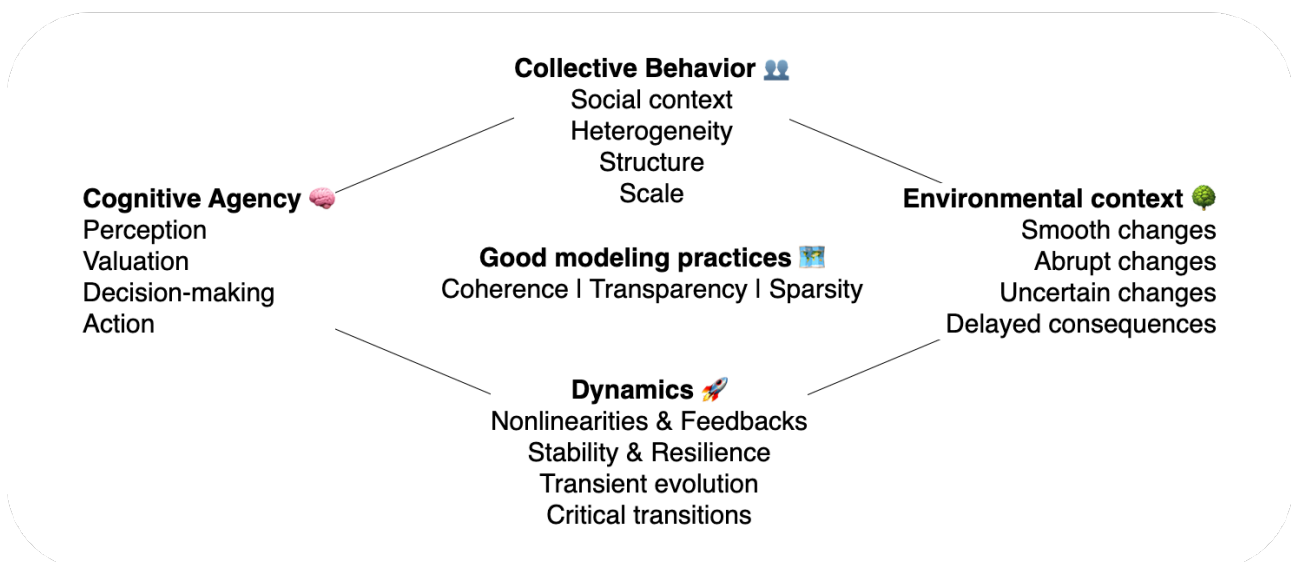 Collective Behavior 👥
Social context
Heterogeneity
Structure
Scale
Cognitive Agency 🧠
Perception
Valuation
Decision-making
Action
Environmental context 🌳
Smooth changes
Abrupt changes
Uncertain changes
Delayed consequences
Good modeling practices 🗺️
Coherence | Transparency | Sparsity
Dynamics 🚀
Nonlinearities & Feedbacks
Stability & Resilience
Transient evolution
Critical transitions